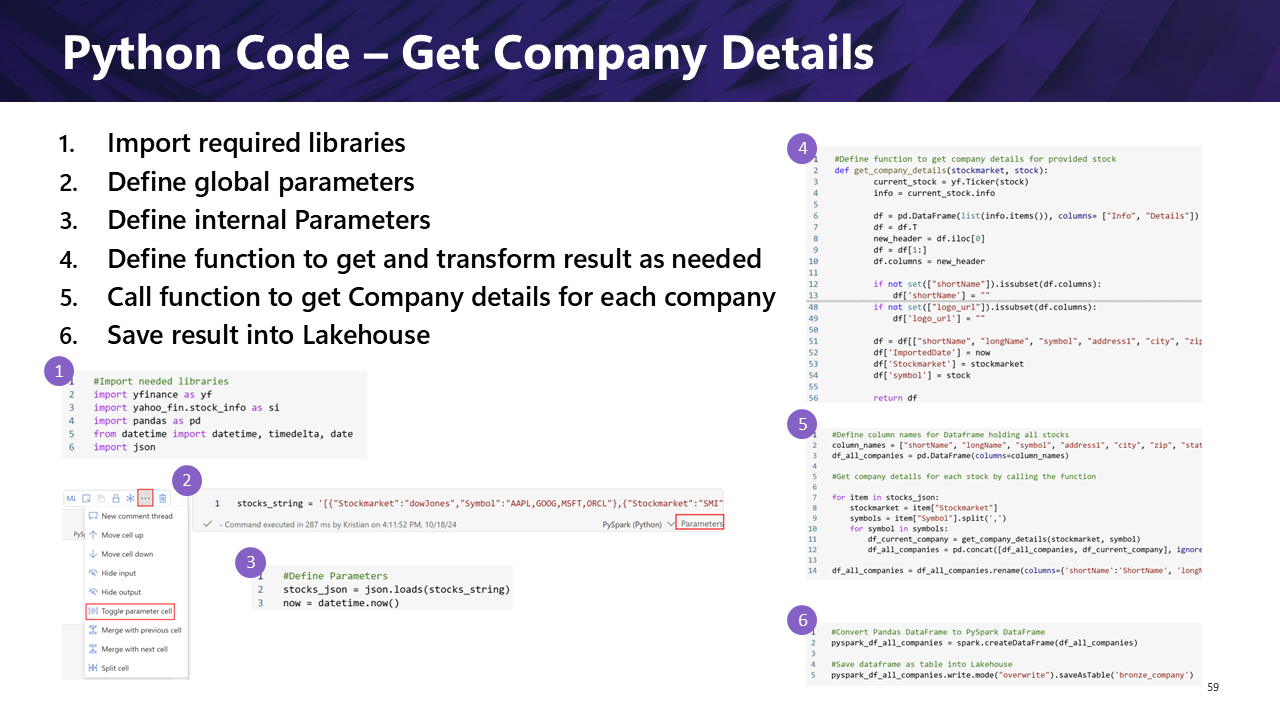 Python Code – Get Company Details
1. Import required libraries
2. Define global parameters
3. Define internal Parameters
4. Define function to get and transform result as needed
5. Call function to get Company details for each company
6. Save result into Lakehouse
1
1 #Import needed libraries
2 import yfinance as yf
3 import yahoo_fin.stock_info as si
4 import pandas as pd
5 from datetime import datetime, timedelta, date
6 import json
2
M↓
PyS
New comment thread
Move cell up
Move cell down
Hide input
Hide output
Toggle parameter cell
Merge with previous cell
Merge with next cell
Split cell
1 stocks_string = '[{"Stockmarket":"dowJones","Symbol":"AAPL,GOOG,MSFT,ORCL"},{"Stockmarket":"SMI"
- Command executed in 287 ms by Kristian on 4:11:52 PM, 10/18/24 PySpark (Python) Parameters
3
1 #Define Parameters
2 stocks_json = json.loads(stocks_string)
3 now = datetime.now()
4
1 #Define function to get company details for provided stock
2 def get_company_details(stockmarket, stock):
3 current_stock = yf.Ticker(stock)
4 info = current_stock.info
5
6 df = pd.DataFrame(list(info.items()), columns= ["Info", "Details"])
7 df = df.T
8 new_header = df.iloc[0]
9 df = df[1:]
10 df.columns = new_header
11
12 if not set(["shortName"]).issubset(df.columns):
13 df['shortName'] = ""
48 if not set(["logo_url"]).issubset(df.columns):
49 df['logo_url'] = ""
50
51 df = df[["shortName", "longName", "symbol", "address1", "city", "zip
52 df['ImportedDate'] = now
53 df['Stockmarket'] = stockmarket
54 df['symbol'] = stock
55
56 return df
5
1 #Define column names for Dataframe holding all stocks
2 column_names = ["shortName", "longName", "symbol", "address1", "city", "zip", "stat
3 df_all_companies = pd.DataFrame(columns=column_names)
4
5 #Get company details for each stock by calling the function
6
7 for item in stocks_json:
8 stockmarket = item["Stockmarket"]
9 symbols = item["Symbol"].split(',')
10 for symbol in symbols:
11 df_current_company = get_company_details(stockmarket, symbol)
12 df_all_companies = pd.concat([df_all_companies, df_current_company], ignore
13
14 df_all_companies = df_all_companies.rename(columns={'shortName':'ShortName', 'longN
6
1 #Convert Pandas DataFrame to PySpark DataFrame
2 pyspark_df_all_companies = spark.createDataFrame(df_all_companies)
3
4 #Save dataframe as table into Lakehouse
5 pyspark_df_all_companies.write.mode("overwrite").saveAsTable('bronze_company')
59